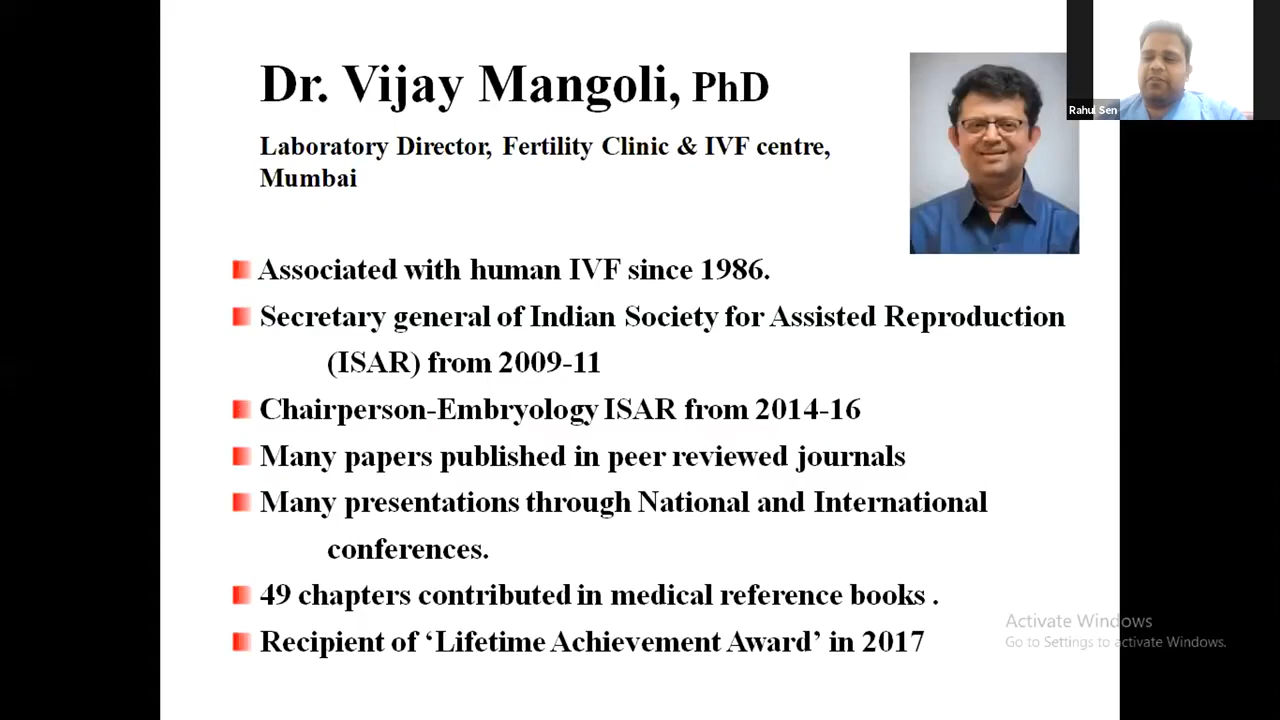 Dr. Vijay Mangoli, PhD
Laboratory Director, Fertility Clinic & IVF centre,
Mumbai
Rahul Sen
Associated with human IVF since 1986.
Secretary general of Indian Society for Assisted Reproduction
(ISAR) from 2009-11
Chairperson-Embryology ISAR from 2014-16
Many papers published in peer reviewed journals
Many presentations through National and International
conferences.
49 chapters contributed in medical reference books .
Recipient of ‘Lifetime Achievement Award’ in 2017
Activate Windows
Go to Settings to activate Windows.